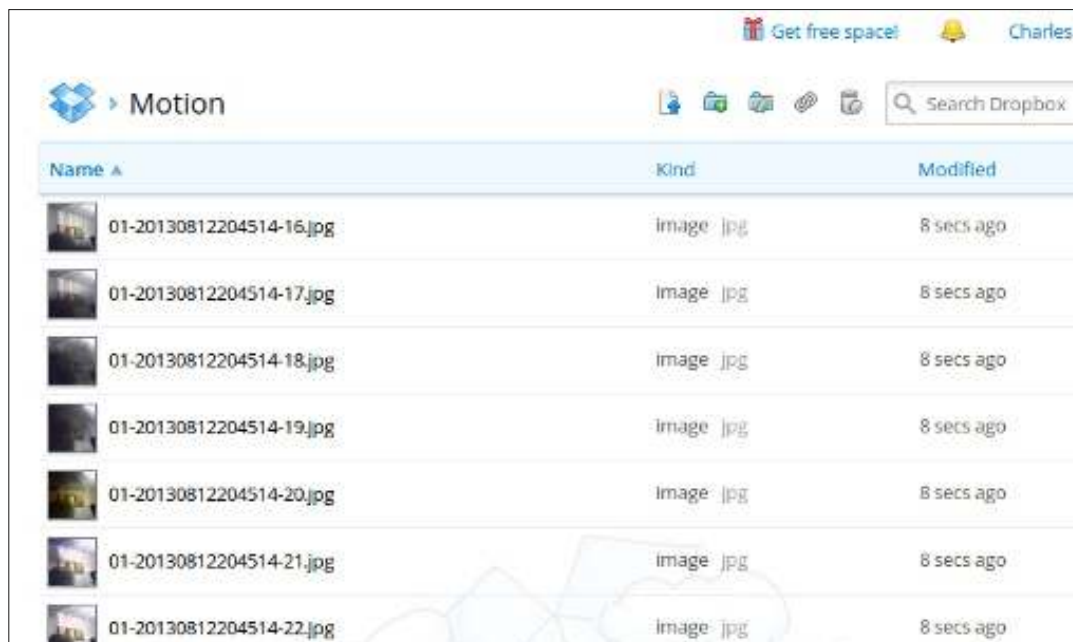 Get free space! Charles
Motion Search Dropbox
Name Kind Modified
01-20130812204514-16.jpg image jpg 8 secs ago
01-20130812204514-17.jpg image jpg 8 secs ago
01-20130812204514-18.jpg image jpg 8 secs ago
01-20130812204514-19.jpg image jpg 8 secs ago
01-20130812204514-20.jpg image jpg 8 secs ago
01-20130812204514-21.jpg image jpg 8 secs ago
01-20130812204514-22.jpg image jpg 8 secs ago